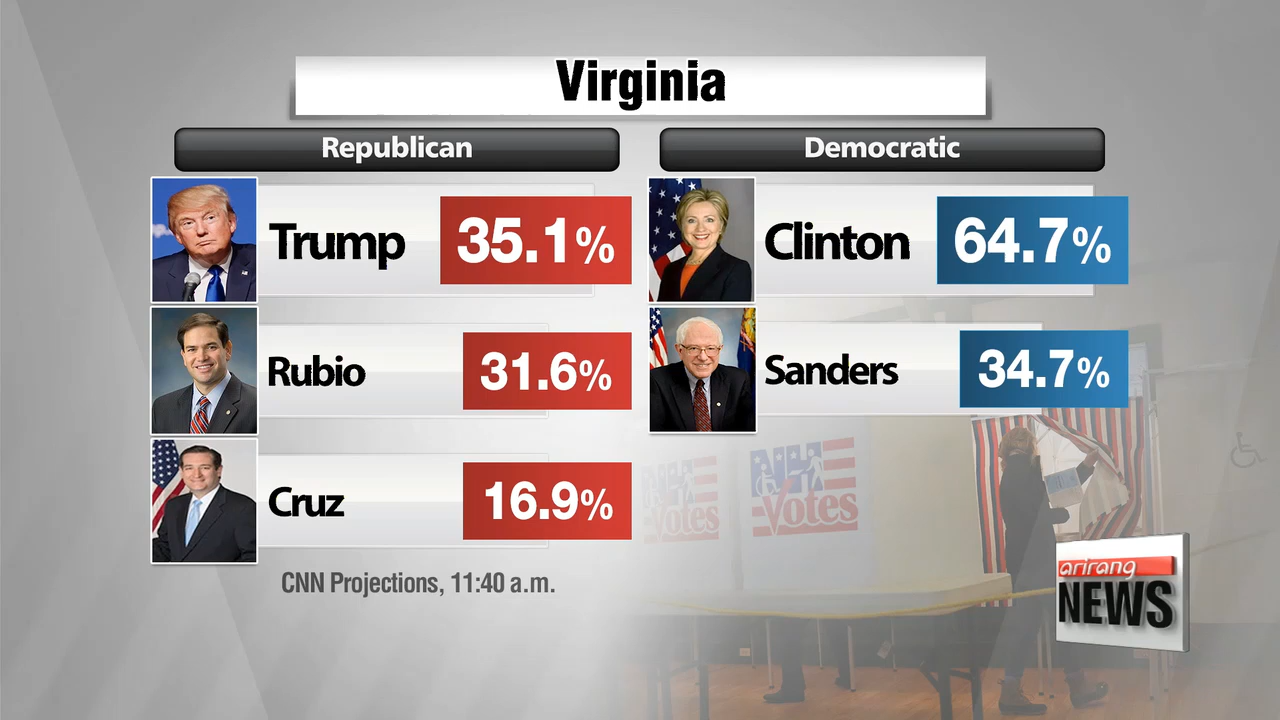 Virginia
Republican
Trump 35.1%
Rubio 31.6%
Cruz 16.9%
CNN Projections, 11:40 a.m.
Democratic
Clinton 64.7%
Sanders 34.7%
Votes
NH
Votes
arirang
NEWS